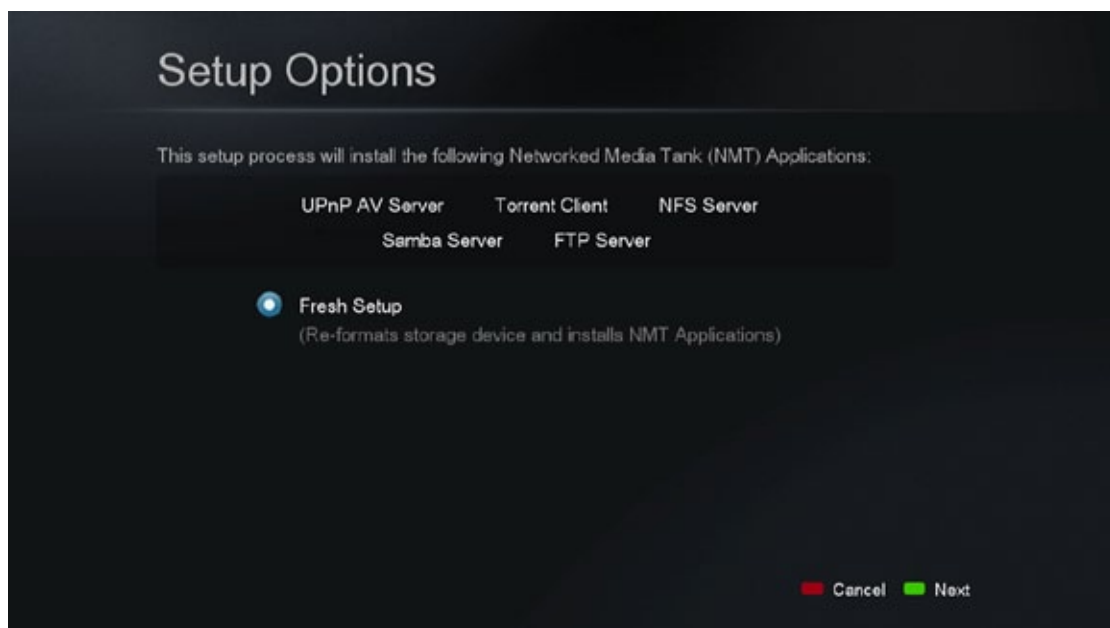 Setup Options
This setup process will install the following Networked Media Tank (NMT) Applications:
UPnP AV Server Torrent Client NFS Server
Samba Server FTP Server
Fresh Setup
(Re-formats storage device and installs NMT Applications)
Cancel Next